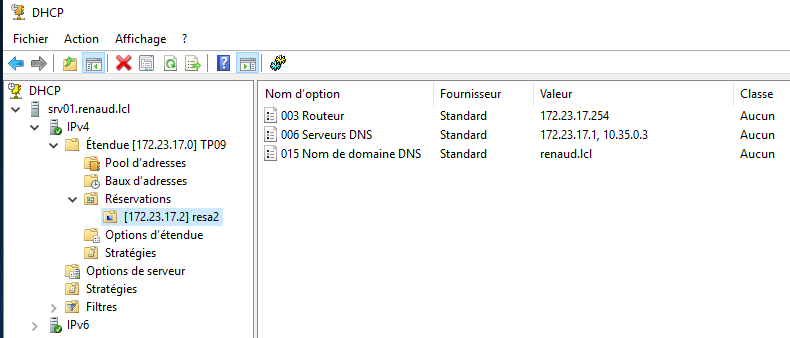 DHCP
Fichier Action Affichage ?
DHCP
srv01.renaud.lcl
IPv4
Étendue [172.23.17.0] TP09
Pool d'adresses
Baux d'adresses
Réservations
[172.23.17.2] resa2
Options d'étendue
Stratégies
Options de serveur
Stratégies
Filtres
IPv6
Nom d'option Fournisseur Valeur Classe
003 Routeur Standard 172.23.17.254 Aucun
006 Serveurs DNS Standard 172.23.17.1, 10.35.0.3 Aucun
015 Nom de domaine DNS Standard renaud.lcl Aucun